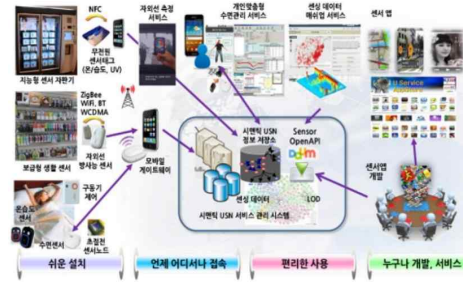 NFC
무전원
센서태그
(온/습도, UV)
지능형 센서 자판기
자외선 측정
서비스
개인맞춤형
수면관리 서비스
센싱 데이터
매쉬업 서비스
센서 앱
U Service
ZigBee
WiFi, BT
WCDMA
자외선
방사능 센서
보급형 생활 센서
모바일
게이트웨이
시맨틱 USN
정보 저장소
Sensor
OpenAPI
센싱 데이터
LOD
시맨틱 USN 서비스 관리 시스템
센서앱
개발
구동기
제어
온습도
센서
수면센서
초절전
센서노드
쉬운 설치
언제 어디서나 접속
편리한 사용
누구나 개발, 서비스